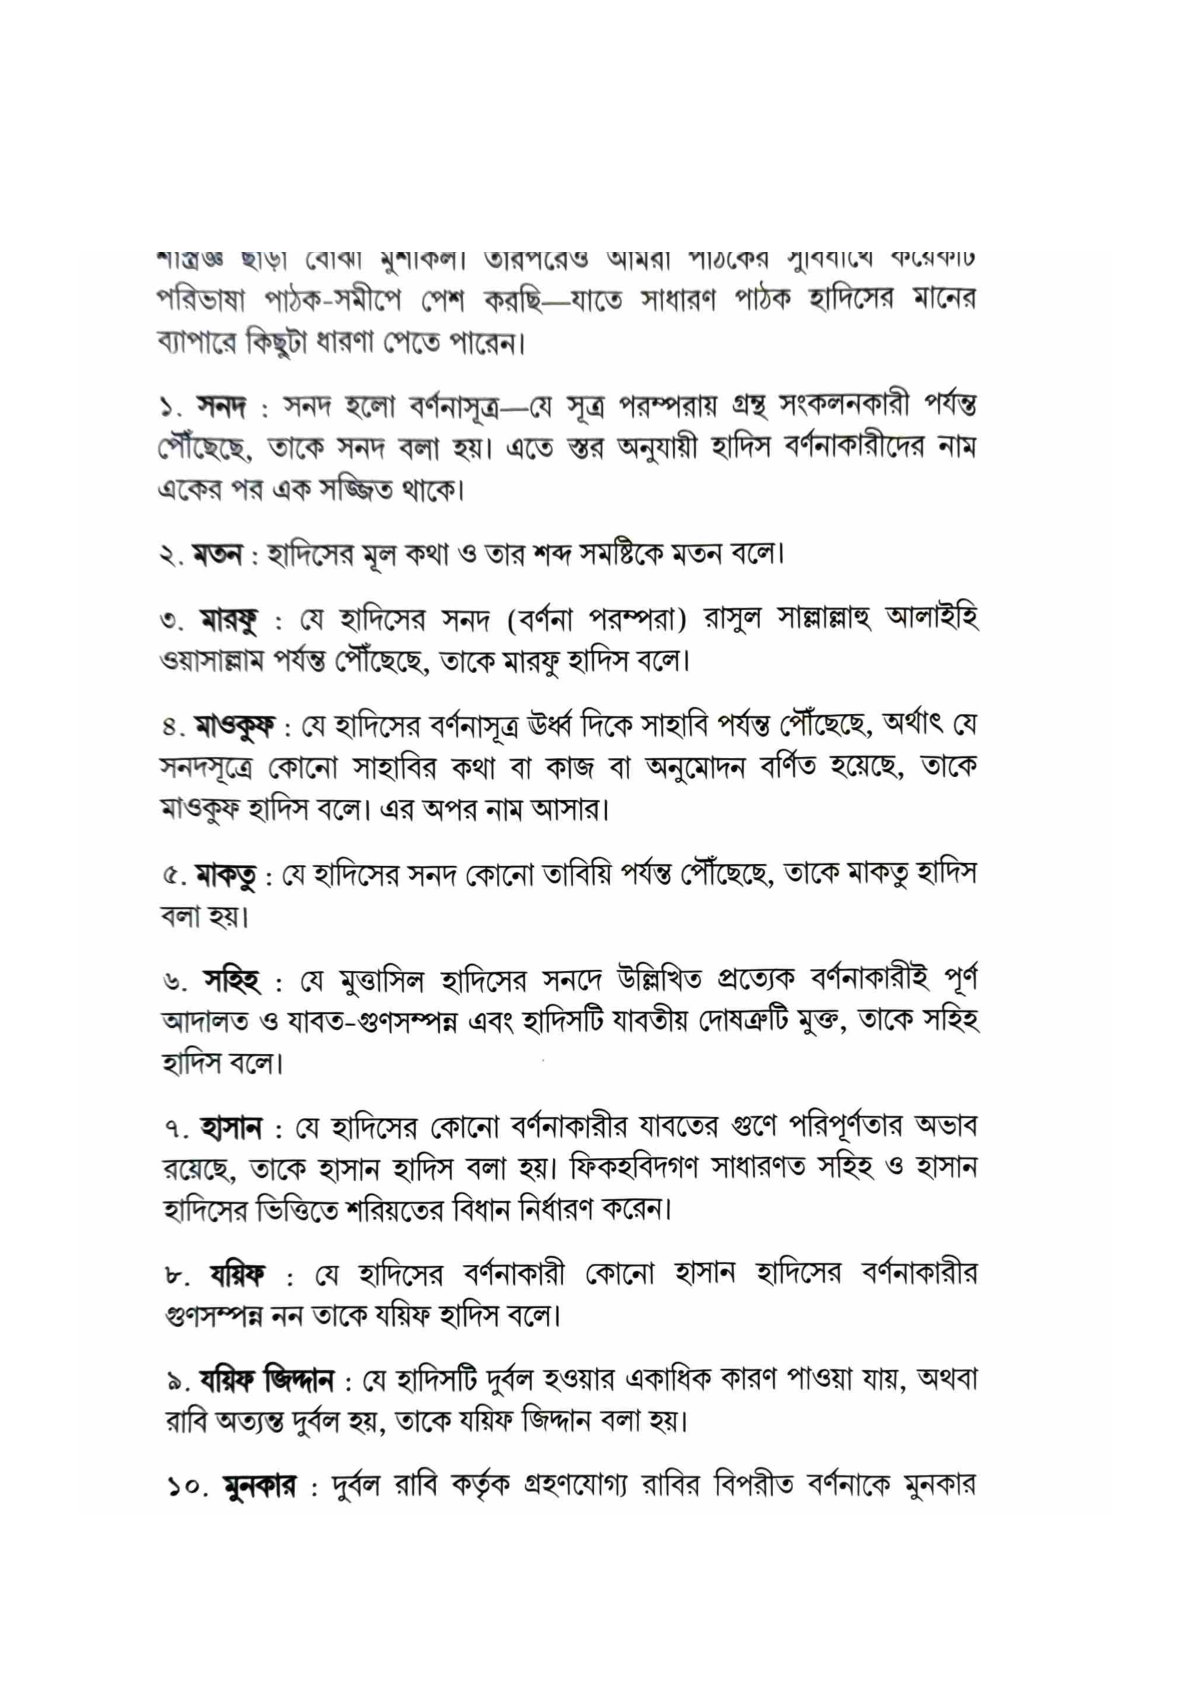 শাস্ত্রজ্ঞ ছাড়া বোঝা মুশকিল। তারপরেও আমরা পাঠকের সুবিধার্থে কয়েকটি
পরিভাষা পাঠক-সমীপে পেশ করছি—যাতে সাধারণ পাঠক হাদিসের মানের
ব্যাপারে কিছুটা ধারণা পেতে পারেন।
১. সনদ : সনদ হলো বর্ণনাসূত্র—যে সূত্র পরম্পরায় গ্রন্থ সংকলনকারী পর্যন্ত
পৌঁছেছে, তাকে সনদ বলা হয়। এতে স্তর অনুযায়ী হাদিস বর্ণনাকারীদের নাম
একের পর এক সজ্জিত থাকে।
২. মতন : হাদিসের মূল কথা ও তার শব্দ সমষ্টিকে মতন বলে।
৩. মারফু : যে হাদিসের সনদ (বর্ণনা পরম্পরা) রাসুল সাল্লাল্লাহু আলাইহি
ওয়াসাল্লাম পর্যন্ত পৌঁছেছে, তাকে মারফু হাদিস বলে।
৪. মাওকুফ : যে হাদিসের বর্ণনাসূত্র ঊর্ধ্ব দিকে সাহাবি পর্যন্ত পৌঁছেছে, অর্থাৎ যে
সনদসূত্রে কোনো সাহাবির কথা বা কাজ বা অনুমোদন বর্ণিত হয়েছে, তাকে
মাওকুফ হাদিস বলে। এর অপর নাম আসার।
৫. মাকতু : যে হাদিসের সনদ কোনো তাবিয়ি পর্যন্ত পৌঁছেছে, তাকে মাকতু হাদিস
বলা হয়।
৬. সহিহ : যে মুত্তাসিল হাদিসের সনদে উল্লিখিত প্রত্যেক বর্ণনাকারীই পূর্ণ
আদালত ও যাবত-গুণসম্পন্ন এবং হাদিসটি যাবতীয় দোষত্রুটি মুক্ত, তাকে সহিহ
হাদিস বলে।
৭. হাসান : যে হাদিসের কোনো বর্ণনাকারীর যাবতের গুণে পরিপূর্ণতার অভাব
রয়েছে, তাকে হাসান হাদিস বলা হয়। ফিকহবিদগণ সাধারণত সহিহ ও হাসান
হাদিসের ভিত্তিতে শরিয়তের বিধান নির্ধারণ করেন।
৮. যয়িফ : যে হাদিসের বর্ণনাকারী কোনো হাসান হাদিসের বর্ণনাকারীর
গুণসম্পন্ন নন তাকে যয়িফ হাদিস বলে।
৯. যয়িফ জিদ্দান : যে হাদিসটি দুর্বল হওয়ার একাধিক কারণ পাওয়া যায়, অথবা
রাবি অত্যন্ত দুর্বল হয়, তাকে যয়িফ জিদ্দান বলা হয়।
১০. মুনকার : দুর্বল রাবি কর্তৃক গ্রহণযোগ্য রাবির বিপরীত বর্ণনাকে মুনকার